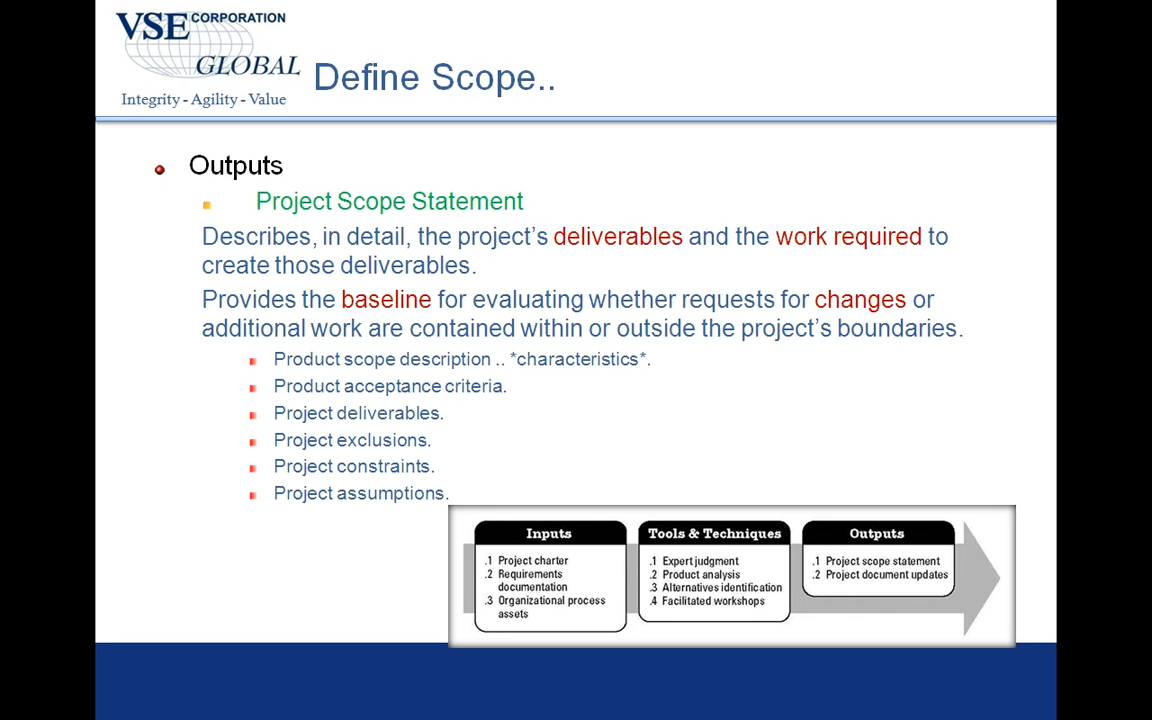 VSE CORPORATION
GLOBAL
Integrity - Agility - Value
Define Scope..
Outputs
Project Scope Statement
Describes, in detail, the project's deliverables and the work required to
create those deliverables.
Provides the baseline for evaluating whether requests for changes or
additional work are contained within or outside the project's boundaries.
Product scope description .. *characteristics*.
Product acceptance criteria.
Project deliverables.
Project exclusions.
Project constraints.
Project assumptions.
Inputs
.1 Project charter
.2 Requirements
documentation
.3 Organizational process
assets
Tools & Techniques
.1 Expert judgment
.2 Product analysis
.3 Alternatives identification
.4 Facilitated workshops
Outputs
.1 Project scope statement
.2 Project document updates